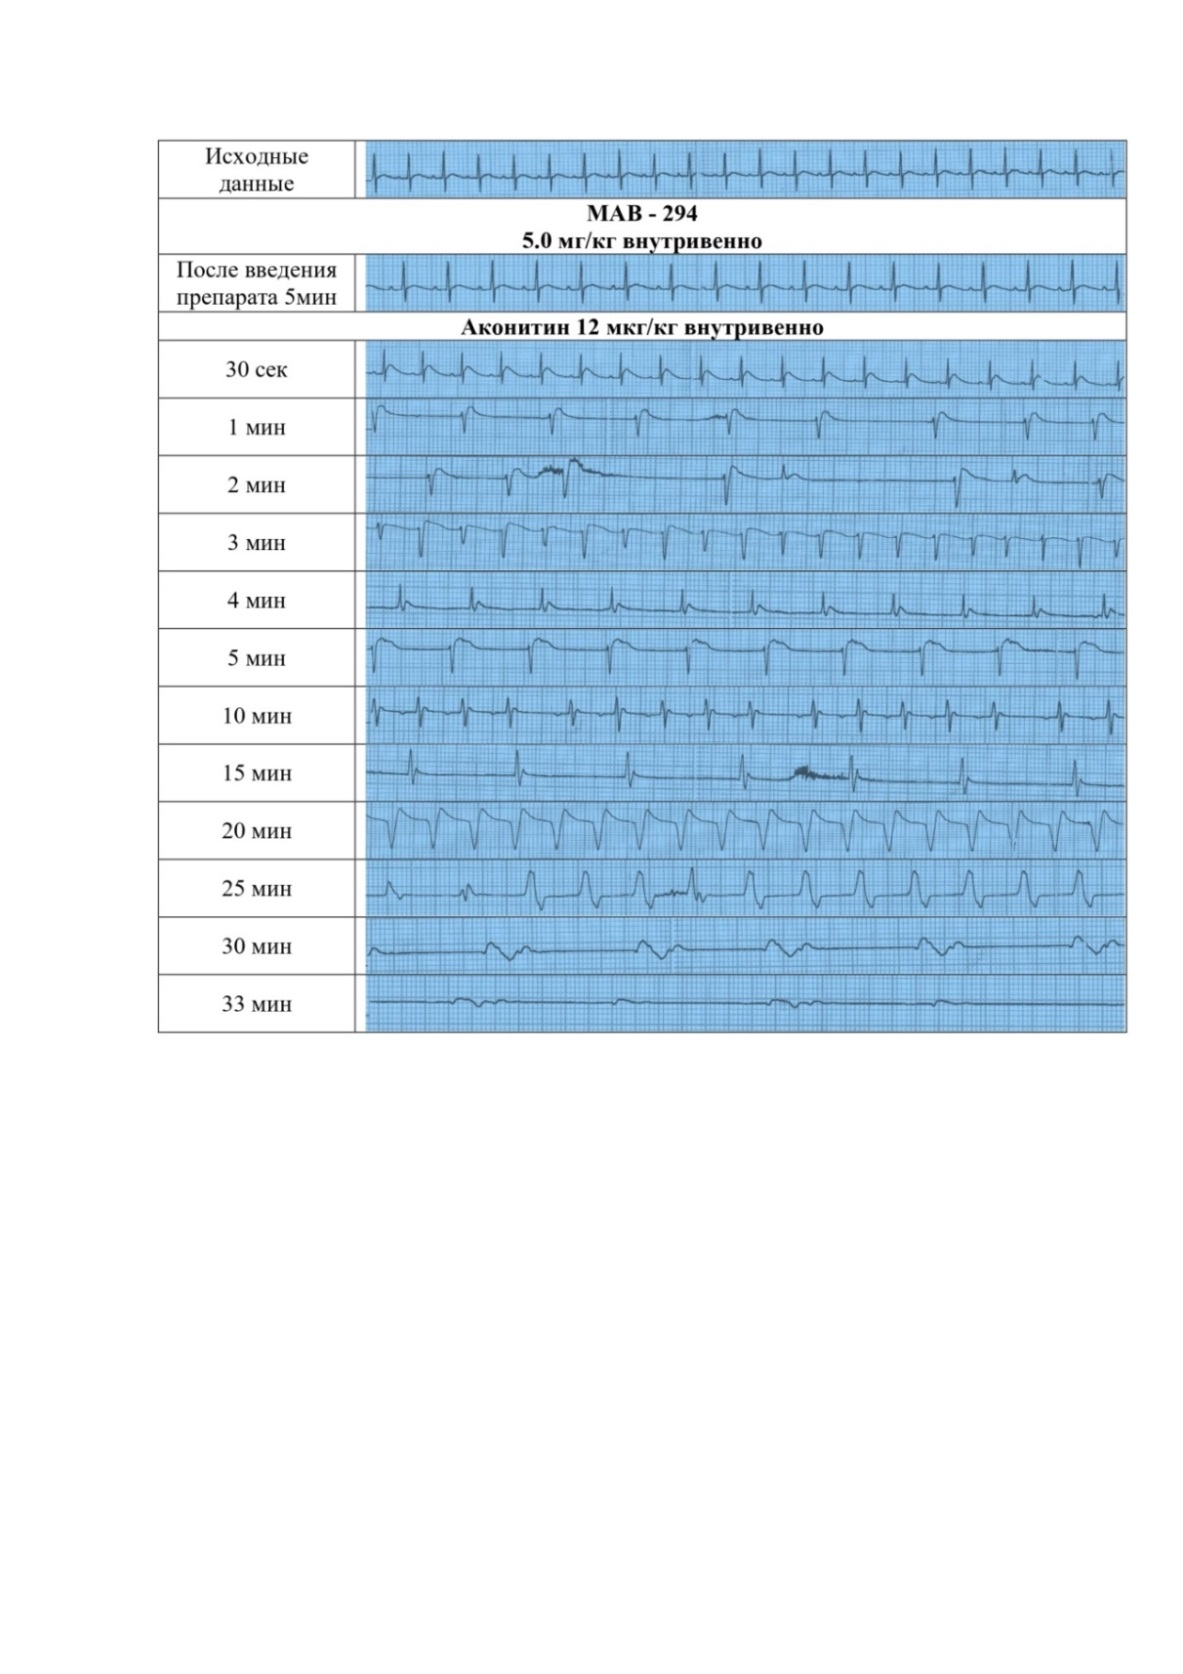 Исходные
данные
МАВ - 294
5.0 мг/кг внутривенно
После введения
препарата 5мин
Аконитин 12 мкг/кг внутривенно
30 сек
1 мин
2 мин
3 мин
4 мин
5 мин
10 мин
15 мин
20 мин
25 мин
30 мин
33 мин